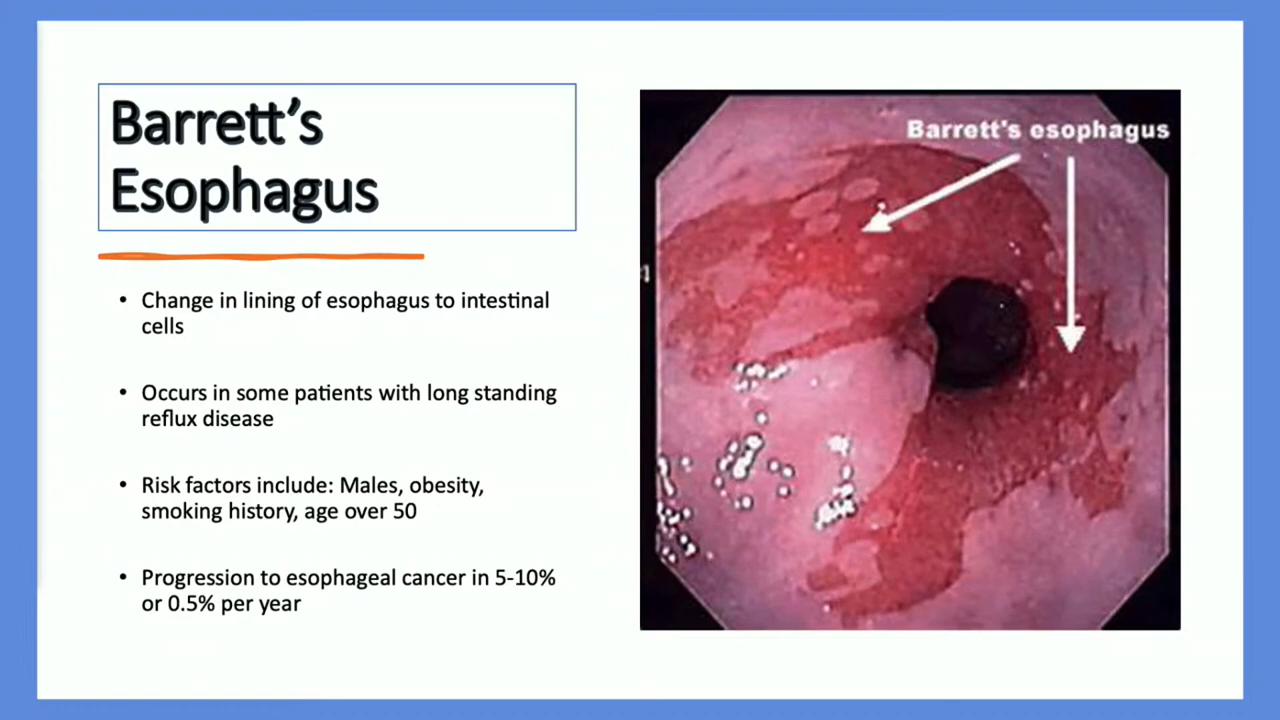 Barrett's
Esophagus
• Change in lining of esophagus to intestinal
cells
• Occurs in some patients with long standing
reflux disease
• Risk factors include: Males, obesity,
smoking history, age over 50
• Progression to esophageal cancer in 5-10%
or 0.5% per year
Barrett's esophagus